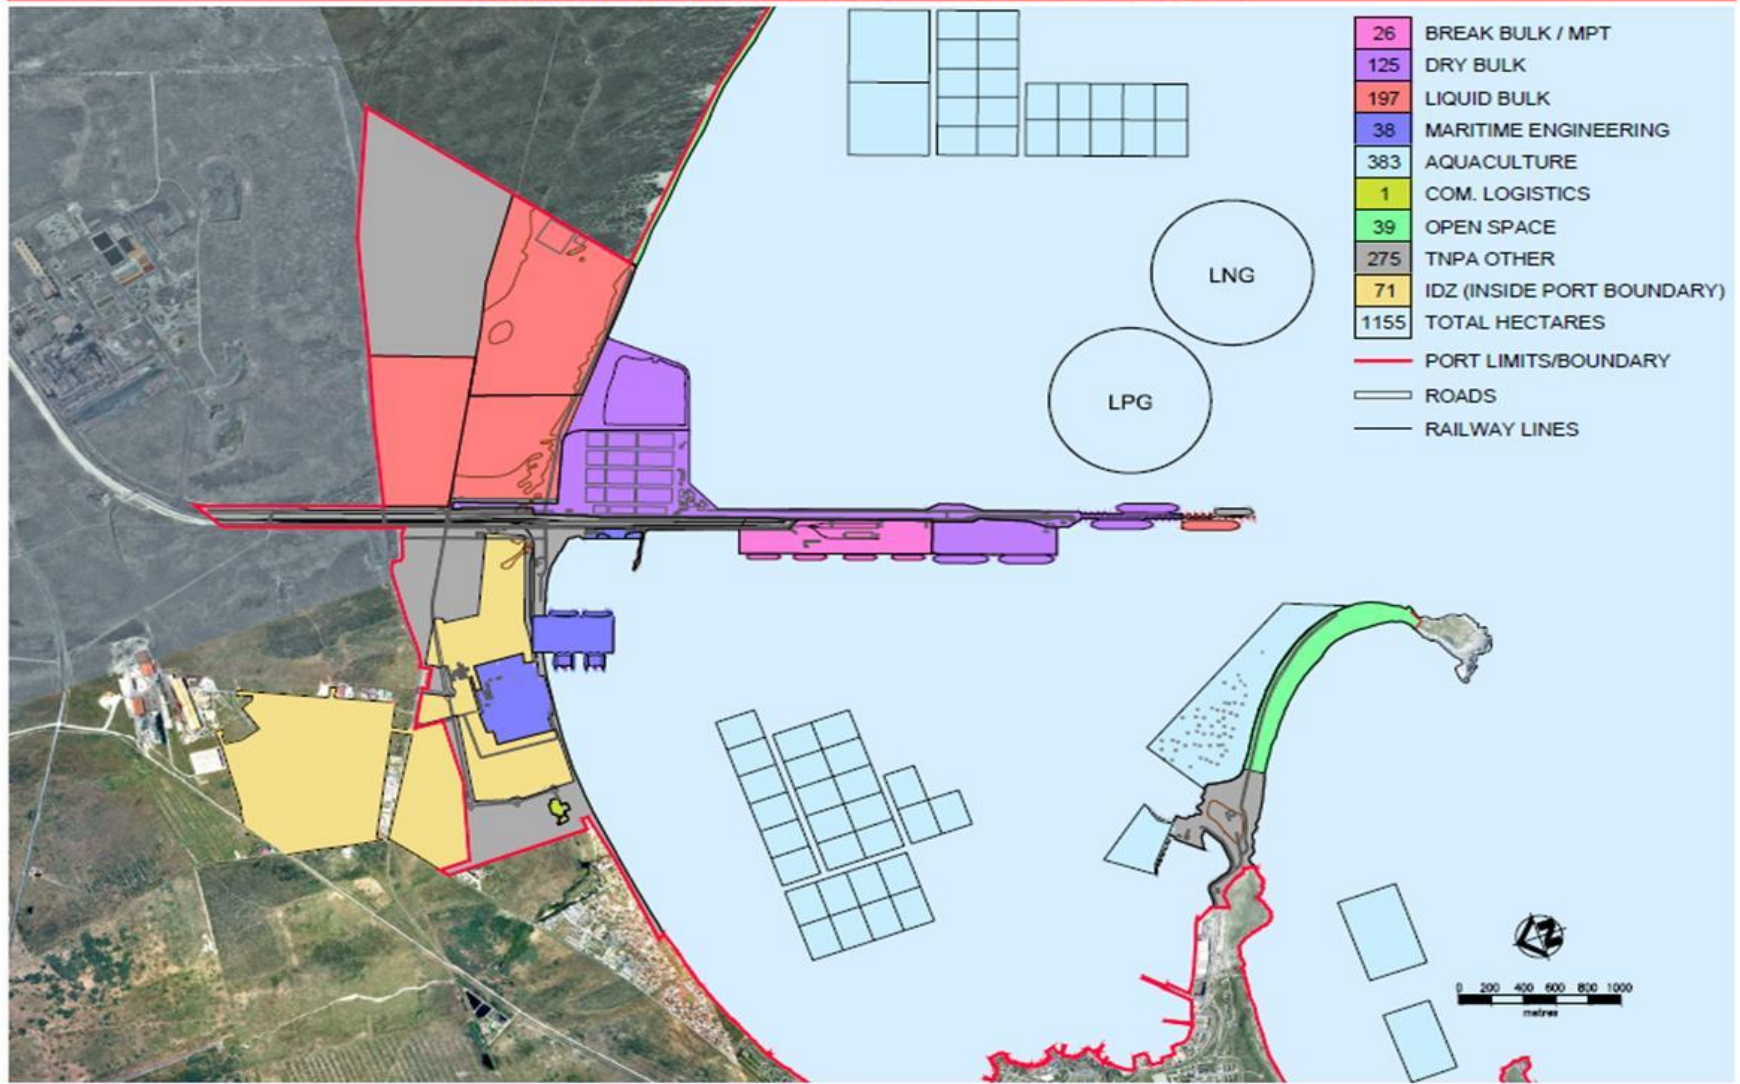 26 BREAK BULK / MPT
125 DRY BULK
197 LIQUID BULK
38 MARITIME ENGINEERING
383 AQUACULTURE
1 COM. LOGISTICS
39 OPEN SPACE
275 TNPA OTHER
71 IDZ (INSIDE PORT BOUNDARY)
1155 TOTAL HECTARES
PORT LIMITS/BOUNDARY
ROADS
RAILWAY LINES
LNG
LPG
N
0 200 400 600 800 1000
metres